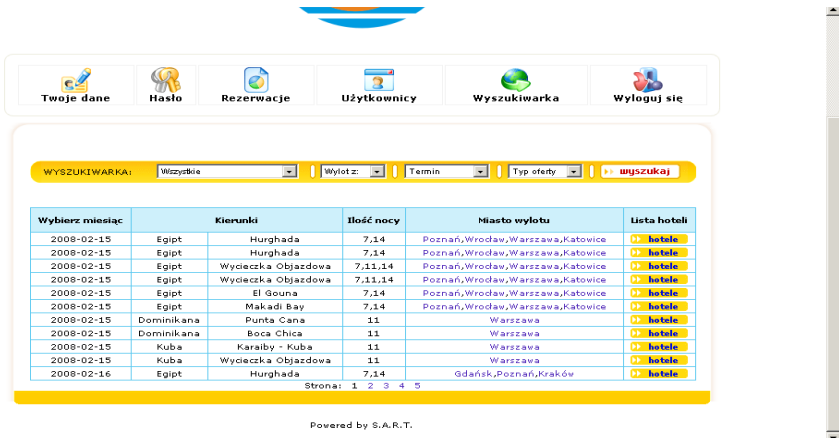 Twoje dane Hasło Rezerwacje Użytkownicy Wyszukiwarka Wyloguj się
WYSZUKIWARKA: Wszystkie Wylot z: Termin Typ oferty wyszukaj
Wybierz miesiąc Kierunki Ilość nocy Miasto wylotu Lista hoteli
2008-02-15 Egipt Hurghada 7,14 Poznań,Wrocław,Warszawa,Katowice hotele
2008-02-15 Egipt Hurghada 7,14 Poznań,Wrocław,Warszawa,Katowice hotele
2008-02-15 Egipt Wycieczka Objazdowa 7,11,14 Poznań,Wrocław,Warszawa,Katowice hotele
2008-02-15 Egipt Wycieczka Objazdowa 7,11,14 Poznań,Wrocław,Warszawa,Katowice hotele
2008-02-15 Egipt El Gouna 7,14 Poznań,Wrocław,Warszawa,Katowice hotele
2008-02-15 Egipt Makadi Bay 7,14 Poznań,Wrocław,Warszawa,Katowice hotele
2008-02-15 Dominikana Punta Cana 11 Warszawa hotele
2008-02-15 Dominikana Boca Chica 11 Warszawa hotele
2008-02-15 Kuba Karaiby - Kuba 11 Warszawa hotele
2008-02-15 Kuba Wycieczka Objazdowa 11 Warszawa hotele
2008-02-16 Egipt Hurghada 7,14 Gdańsk,Poznań,Kraków hotele
Strona: 1 2 3 4 5
Powered by S.A.R.T.